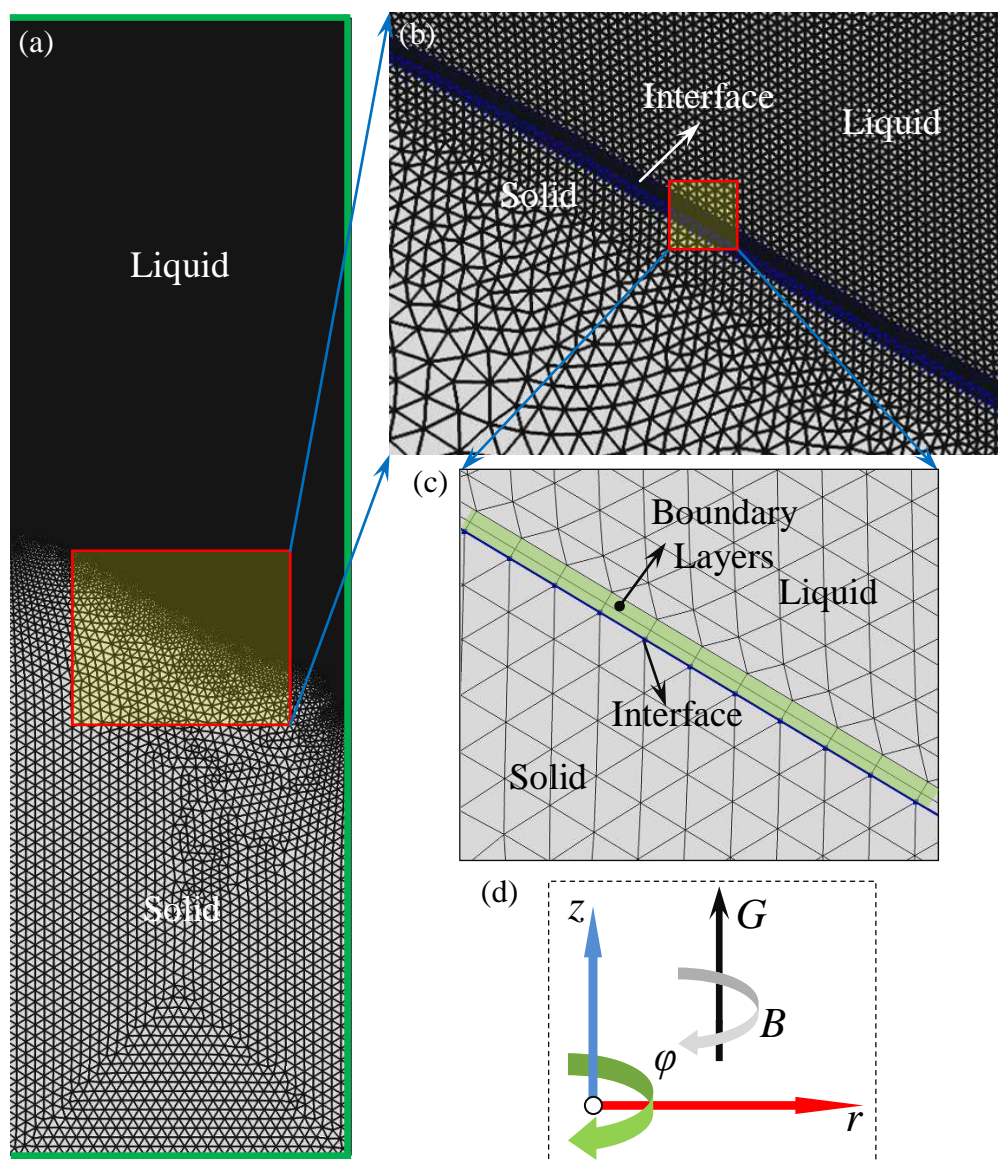 (a)
Liquid
Solid
(b)
Interface
Liquid
Solid
(c)
Boundary
Layers
Liquid
Interface
Solid
(d)
z
G
B
φ
r